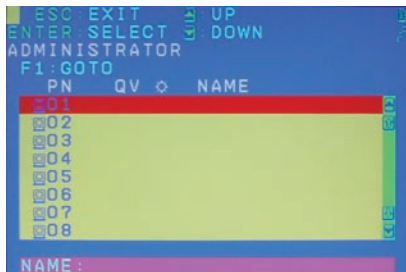 ESC:EXIT UP
ENTER:SELECT DOWN
ADMINISTRATOR
F1:GOTO
PN QV NAME
01
02
03
04
05
06
07
08
NAME: